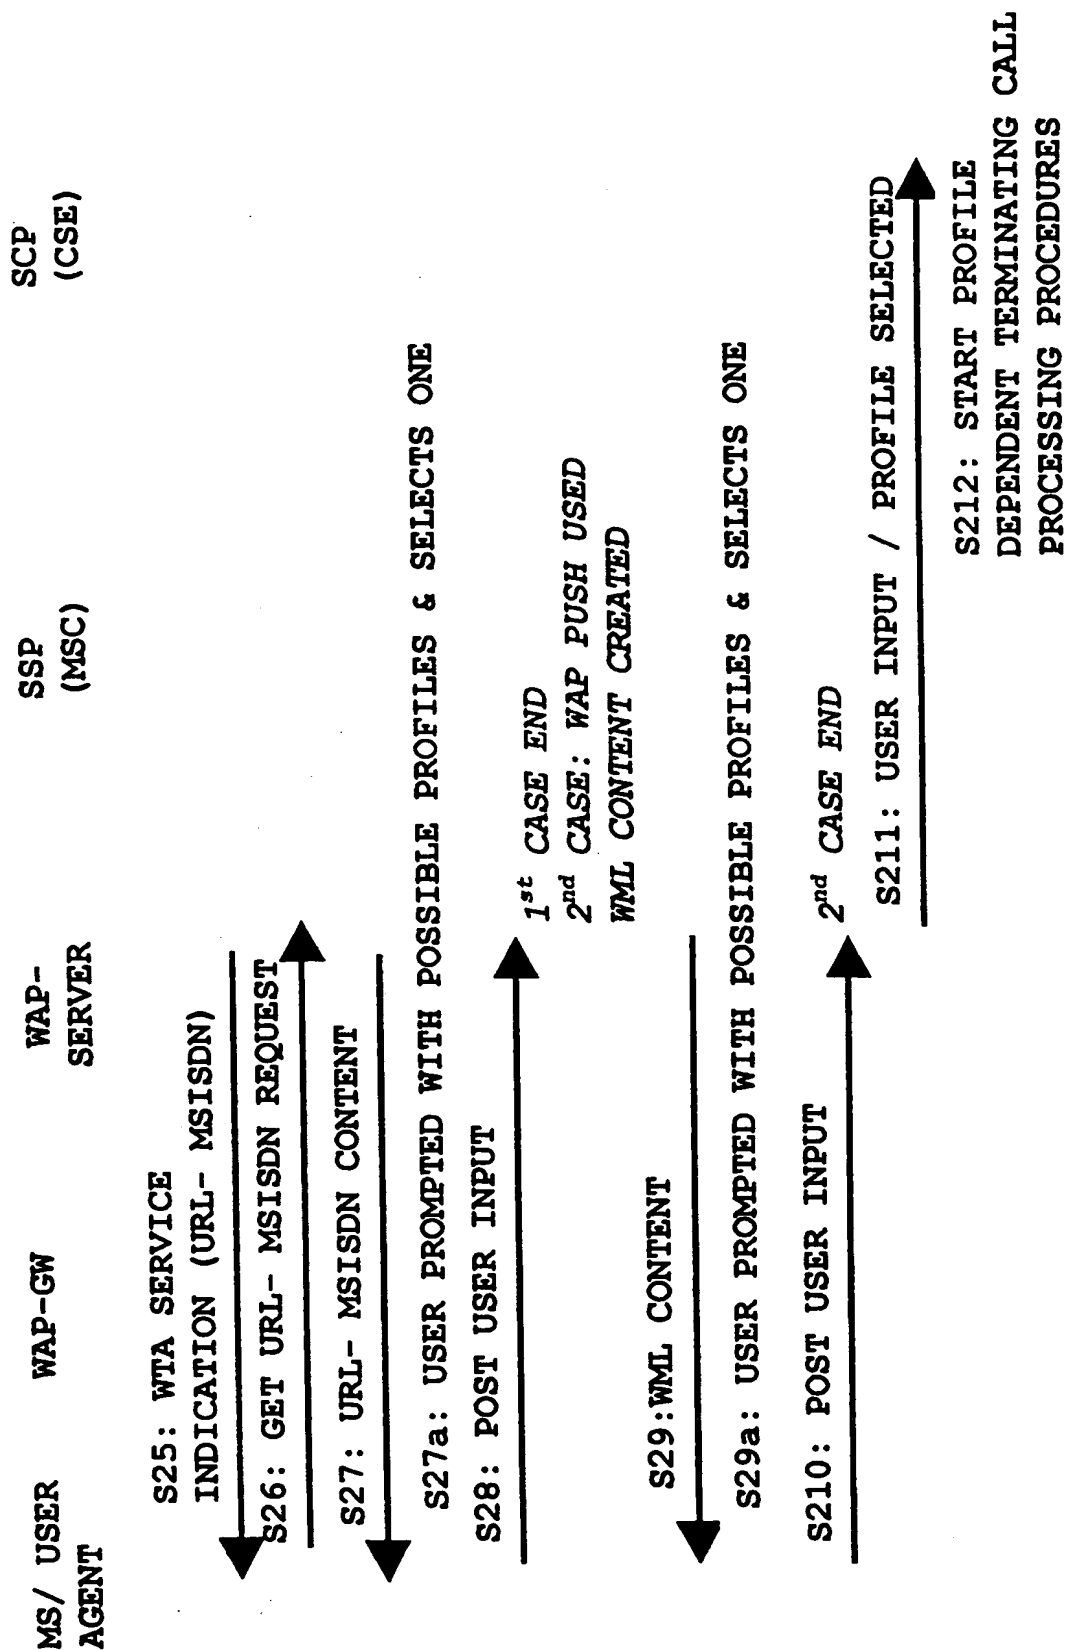 MS/ USER
AGENT
WAP-GW
WAP-
SERVER
SSP
(MSC)
SCP
(CSE)
S25: WTA SERVICE
INDICATION (URL- MSISDN)
S26: GET URL- MSISDN REQUEST
S27: URL- MSISDN CONTENT
S27a: USER PROMPTED WITH POSSIBLE PROFILES & SELECTS ONE
S28: POST USER INPUT
1st CASE END
2nd CASE: WAP PUSH USED
WML CONTENT CREATED
S29:WML CONTENT
S29a: USER PROMPTED WITH POSSIBLE PROFILES & SELECTS ONE
S210: POST USER INPUT
2nd CASE END
S211: USER INPUT / PROFILE SELECTED
S212: START PROFILE
DEPENDENT TERMINATING CALL
PROCESSING PROCEDURES